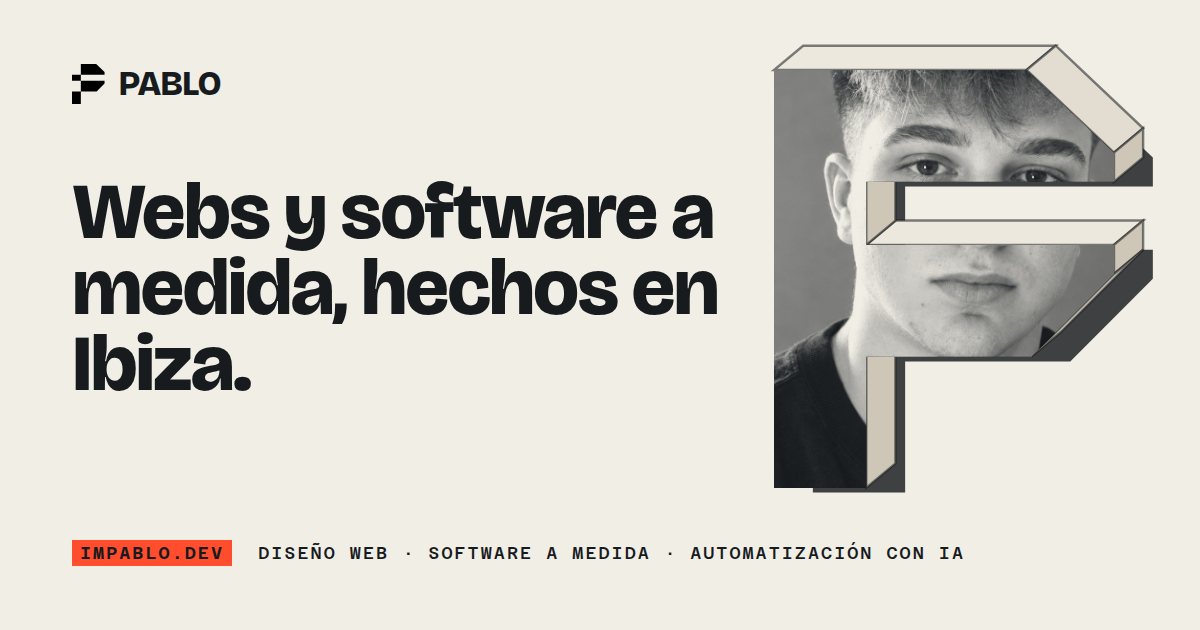 PABLO
Webs y software a
medida, hechos en
Ibiza.
IMPABLO.DEV DISEÑO WEB · SOFTWARE A MEDIDA · AUTOMATIZACIÓN CON IA